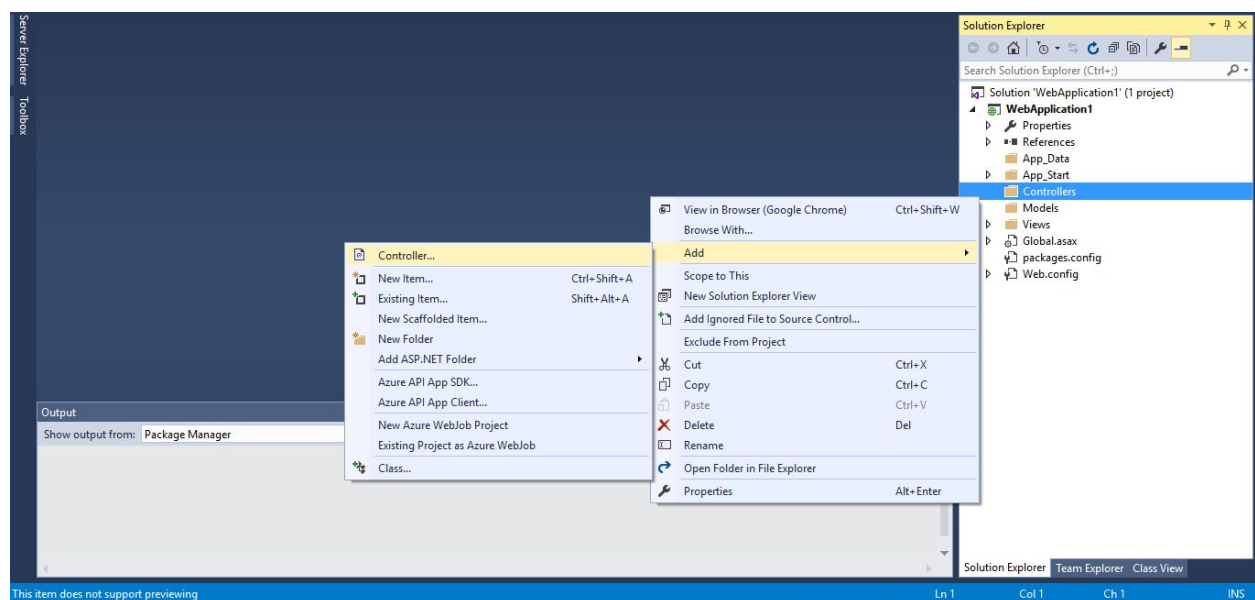 Server Explorer
Toolbox
Solution Explorer
Search Solution Explorer (Ctrl+;)
Solution 'WebApplication1' (1 project)
WebApplication1
Properties
References
App_Data
App_Start
Controllers
Models
Views
Global.asax
packages.config
Web.config
View in Browser (Google Chrome) Ctrl+Shift+W
Browse With...
Add
Scope to This
New Solution Explorer View
Add Ignored File to Source Control...
Exclude From Project
Cut Ctrl+X
Copy Ctrl+C
Paste Ctrl+V
Delete Del
Rename
Open Folder in File Explorer
Properties Alt+Enter
Controller...
New Item... Ctrl+Shift+A
Existing Item... Shift+Alt+A
New Scaffolded Item...
New Folder
Add ASP.NET Folder
Azure API App SDK...
Azure API App Client...
New Azure WebJob Project
Existing Project as Azure WebJob
Class...
Output
Show output from: Package Manager
Solution Explorer Team Explorer Class View
This item does not support previewing Ln 1 Col 1 Ch 1 INS